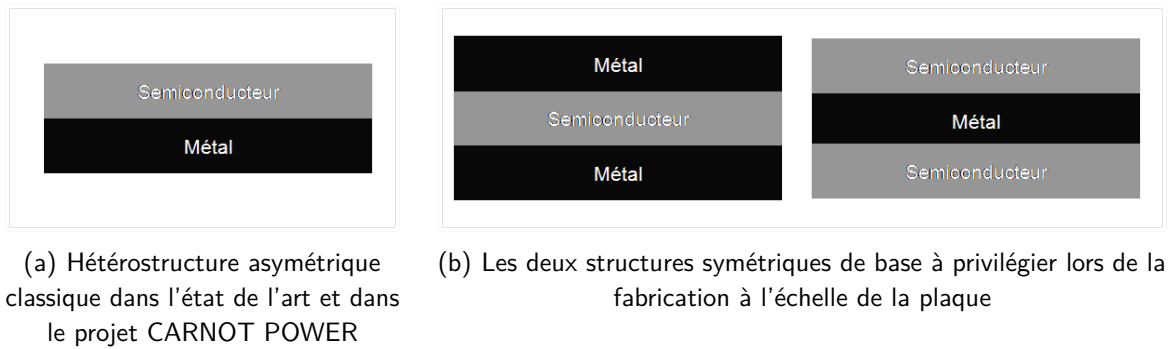 Semiconducteur
Métal
Métal
Semiconducteur
Métal
Semiconducteur
Métal
Semiconducteur
(a) Hétérostructure asymétrique
classique dans l'état de l'art et dans
le projet CARNOT POWER
(b) Les deux structures symétriques de base à privilégier lors de la
fabrication à l'échelle de la plaque